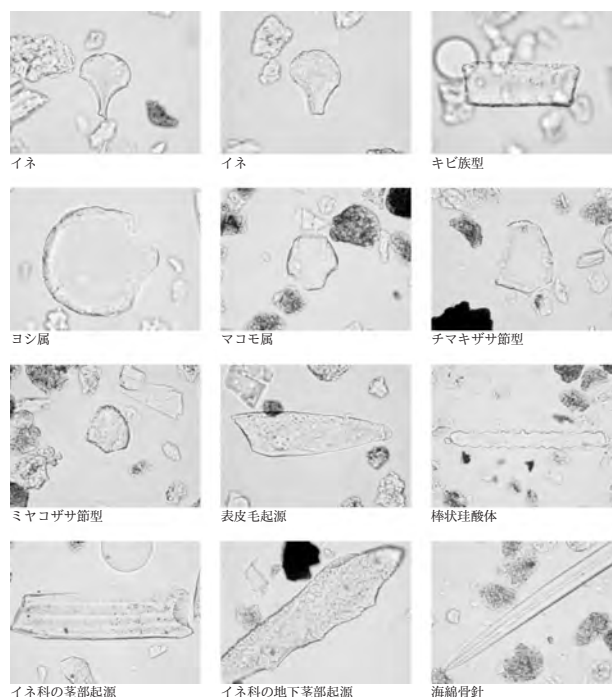 イネ
イネ
キビ族型
ヨシ属
マコモ属
チマキザサ節型
ミヤコザサ節型
表皮毛起源
棒状珪酸体
イネ科の茎部起源
イネ科の地下茎部起源
海綿骨針